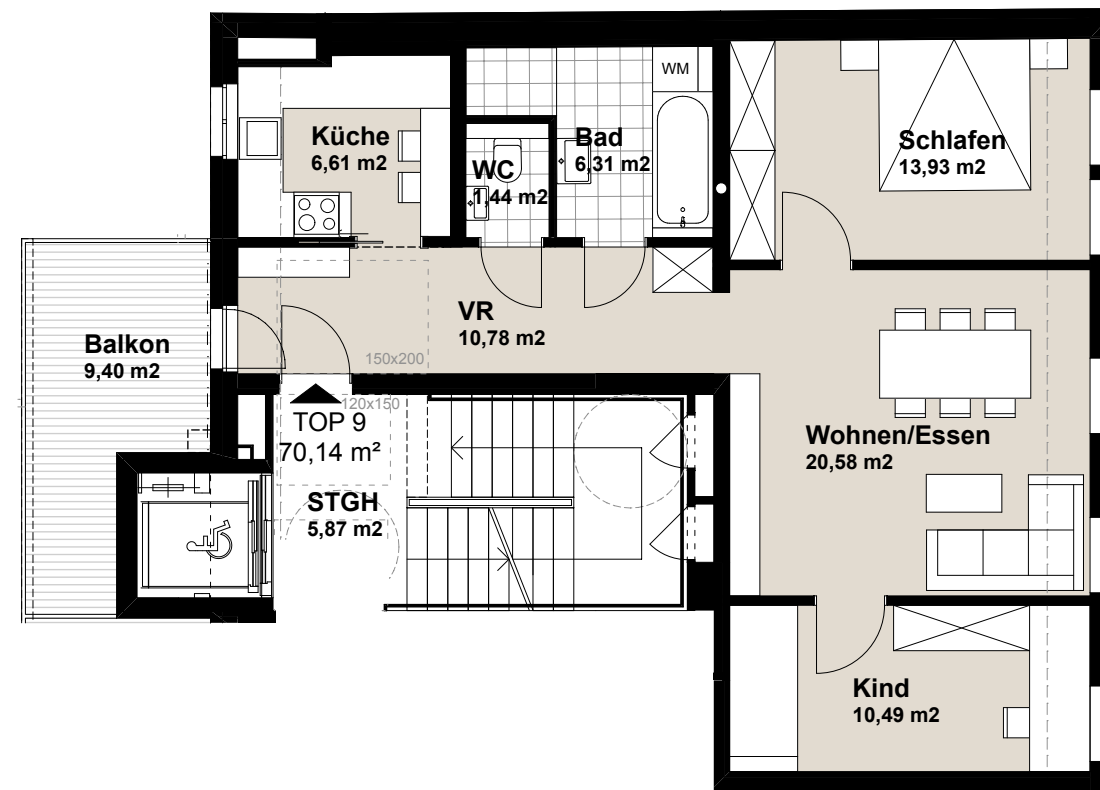 WM
Küche
6,61 m2
WC
1,44 m2
Bad
6,31 m2
Schlafen
13,93 m2
VR
10,78 m2
Balkon
9,40 m2
150x200
120x150
TOP 9
70,14 m²
STGH
5,87 m2
Wohnen/Essen
20,58 m2
Kind
10,49 m2